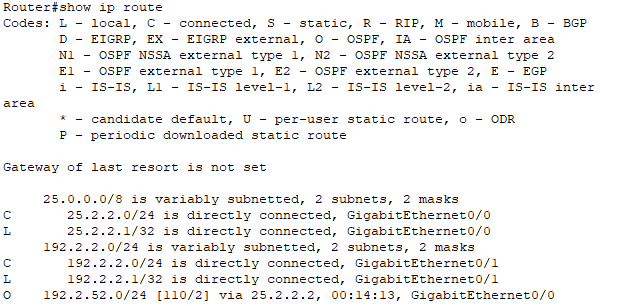 Router#show ip route
Codes: L - local, C - connected, S - static, R - RIP, M - mobile, B - BGP
D - EIGRP, EX - EIGRP external, O - OSPF, IA - OSPF inter area
N1 - OSPF NSSA external type 1, N2 - OSPF NSSA external type 2
E1 - OSPF external type 1, E2 - OSPF external type 2, E - EGP
i - IS-IS, L1 - IS-IS level-1, L2 - IS-IS level-2, ia - IS-IS inter
area
* - candidate default, U - per-user static route, o - ODR
P - periodic downloaded static route
Gateway of last resort is not set
25.0.0.0/8 is variably subnetted, 2 subnets, 2 masks
C 25.2.2.0/24 is directly connected, GigabitEthernet0/0
L 25.2.2.1/32 is directly connected, GigabitEthernet0/0
192.2.2.0/24 is variably subnetted, 2 subnets, 2 masks
C 192.2.2.0/24 is directly connected, GigabitEthernet0/1
L 192.2.2.1/32 is directly connected, GigabitEthernet0/1
O 192.2.52.0/24 [110/2] via 25.2.2.2, 00:14:13, GigabitEthernet0/0